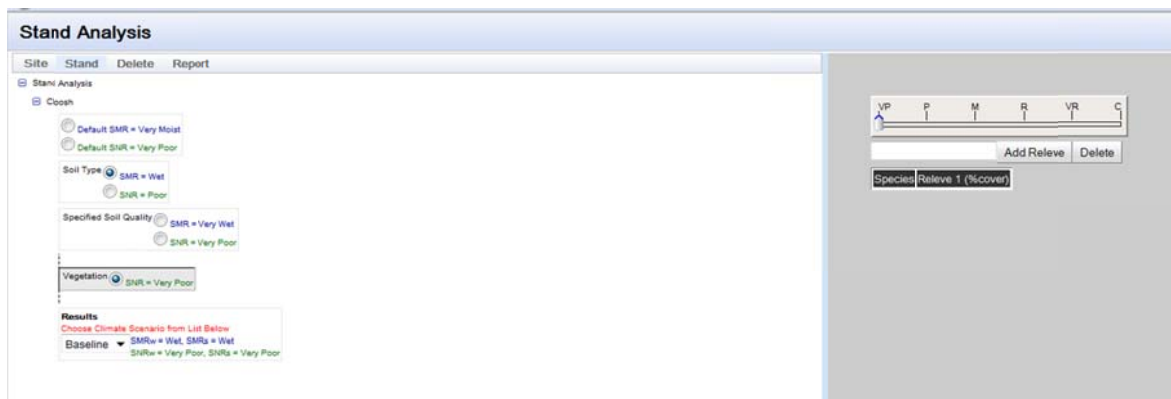 Stand Analysis
Site Stand Delete Report
Stand Analysis
Cloosh
Default SMR = Very Moist
Default SNR = Very Poor
Soil Type SMR = Wet
SNR = Poor
Specified Soil Quality SMR = Very Wet
SNR = Very Poor
Vegetation SNR = Very Poor
Results
Choose Climate Scenario from List Below
Baseline SMRw = Wet, SMRs = Wet
SNRw = Very Poor, SNRs = Very Poor
VP P M R VR C
Add Releve Delete
Species Releve 1 (%cover)